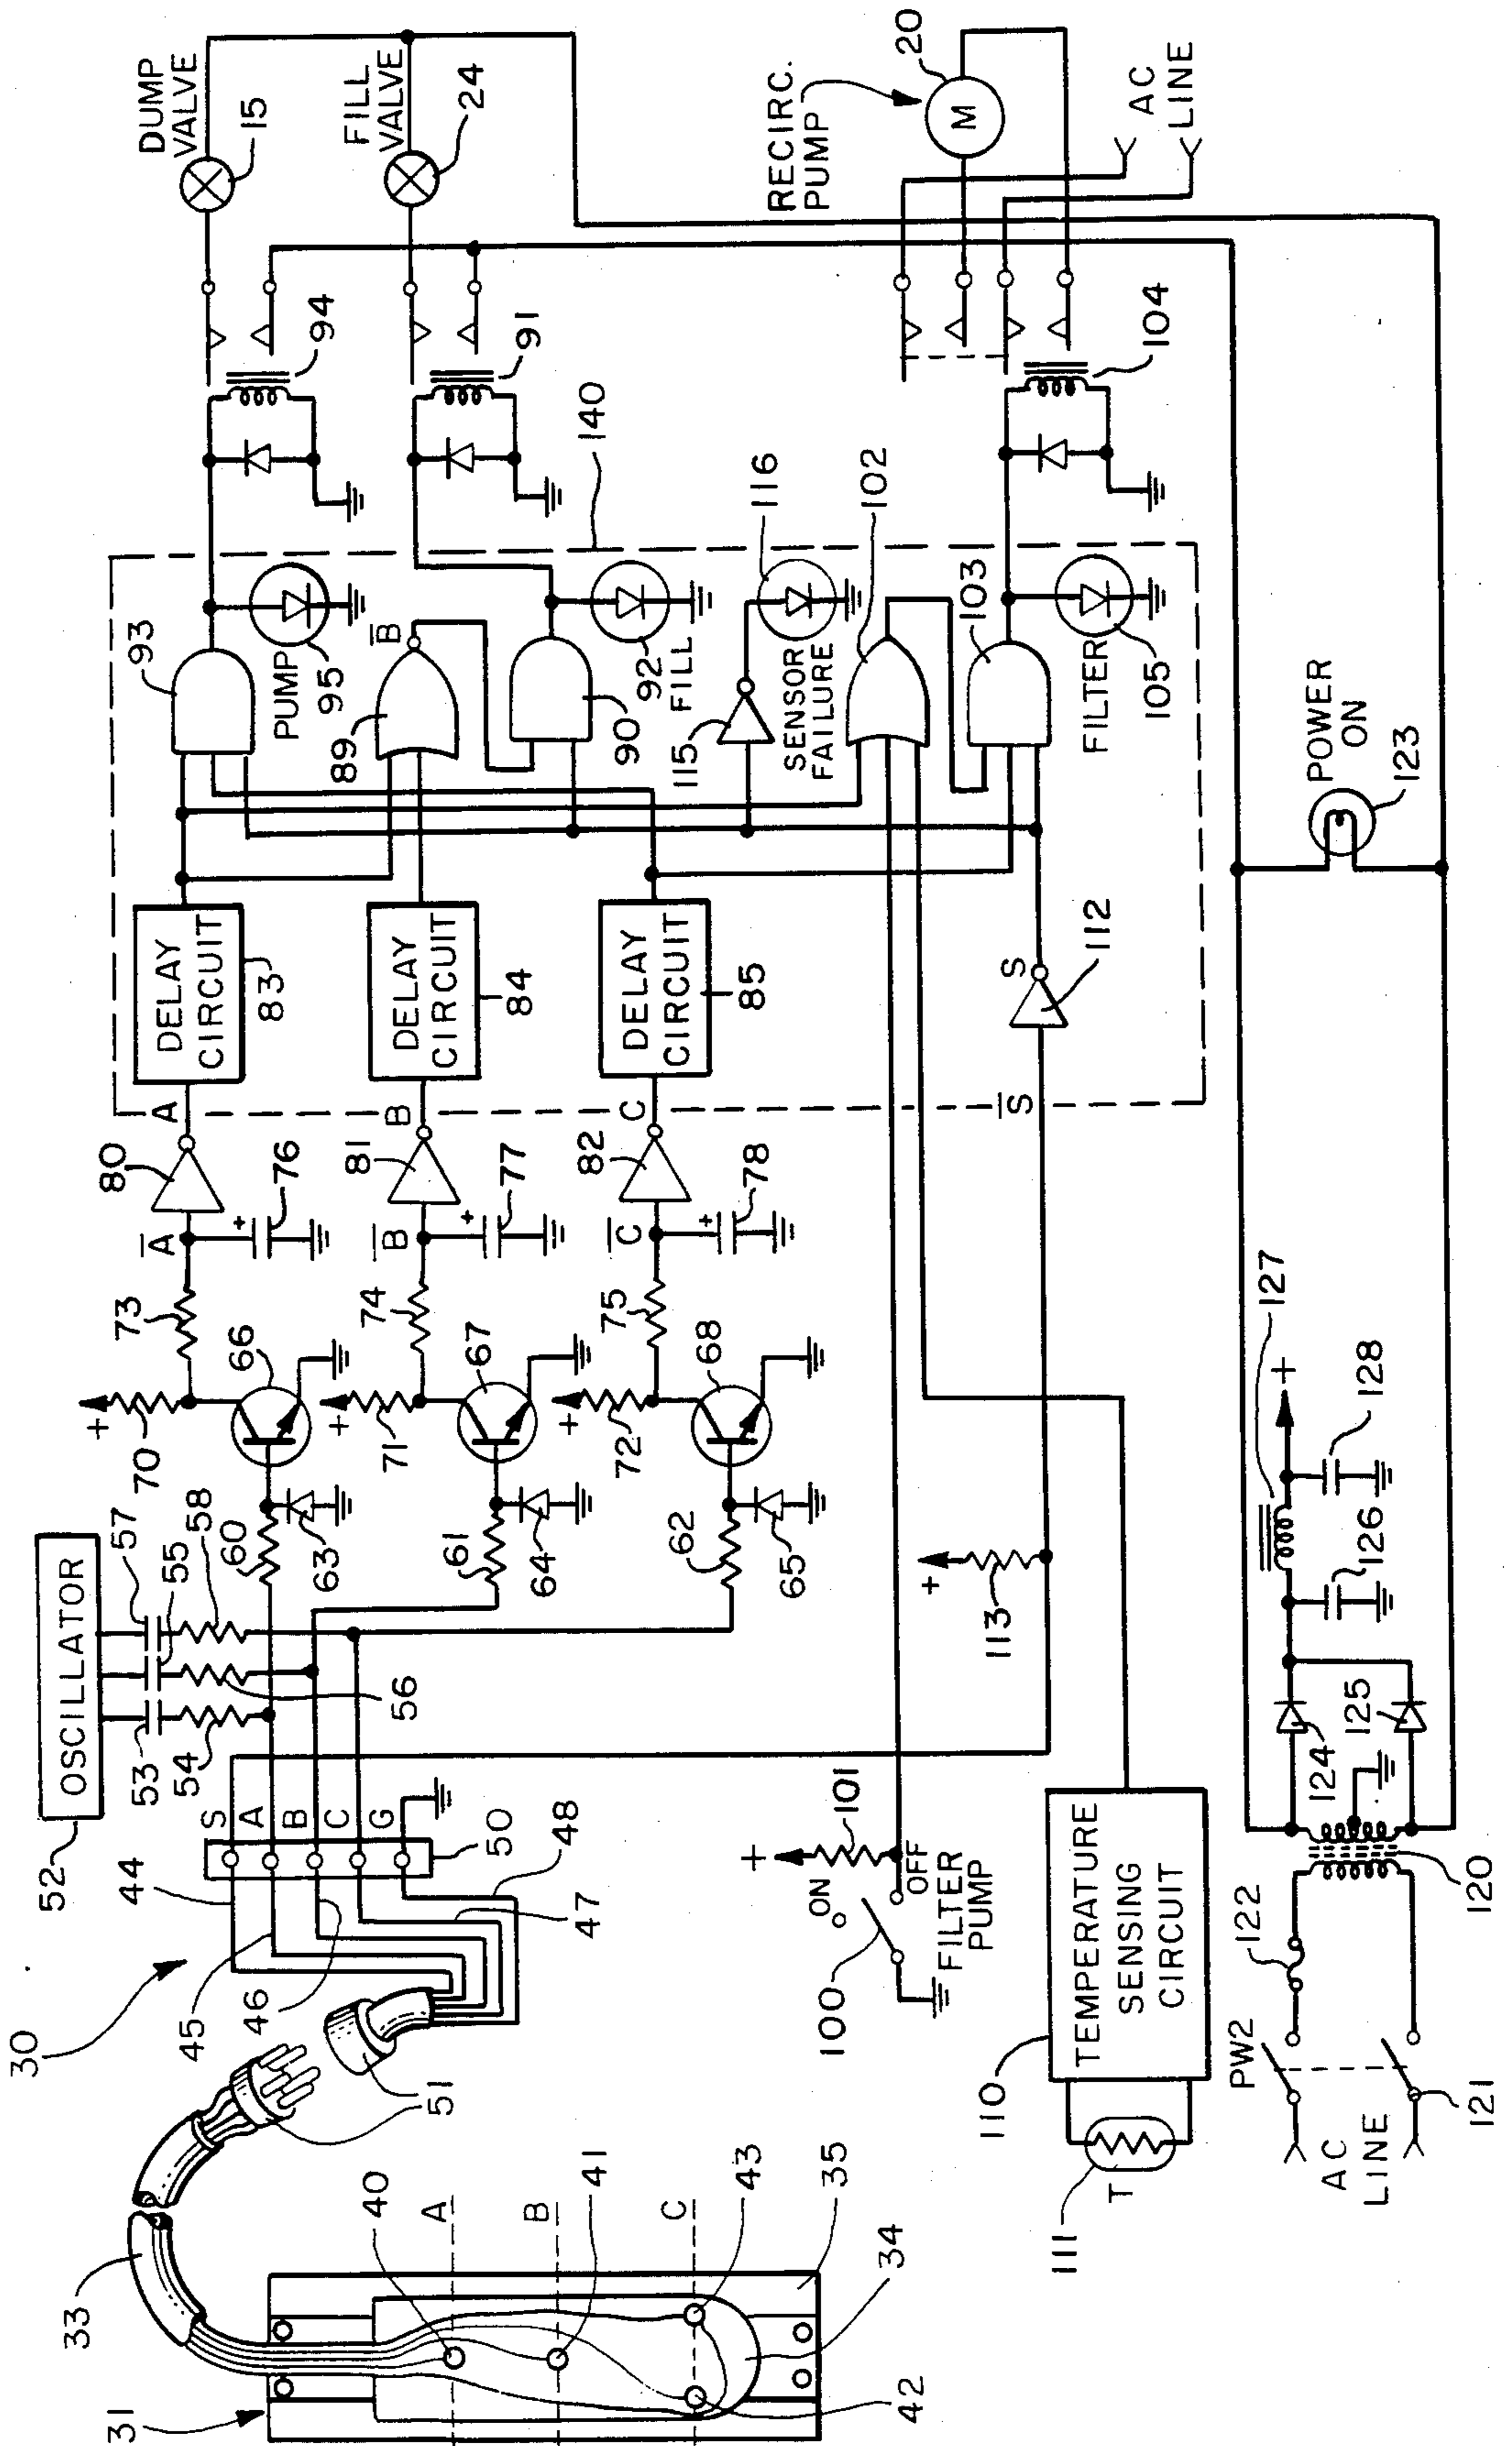 DUMP
VALVE
15
FILL
VALVE
24
RECIRC.
PUMP
20
M
AC
LINE
94
91
104
140
93
PUMP
95
B
89
90
92
FILL
116
115
SENSOR
FAILURE
102
103
FILTER
105
POWER
ON
123
DELAY
CIRCUIT
83
DELAY
CIRCUIT
84
DELAY
CIRCUIT
85
S
112
A
B
C
S̅
80
81
82
A̅
76
B̅
77
C̅
78
73
74
75
+
70
66
+
71
67
+
72
68
127
+
128
126
OSCILLATOR
52
57
55
58
53
54
56
60
63
61
64
62
65
+
113
124
125
120
S
A
B
C
G
50
44
45
46
47
48
30
51
+
101
ON
OFF
100
FILTER
PUMP
TEMPERATURE
SENSING
CIRCUIT
110
111
T
122
PW2
121
AC
LINE
33
31
40
41
42
43
A
B
C
35
34